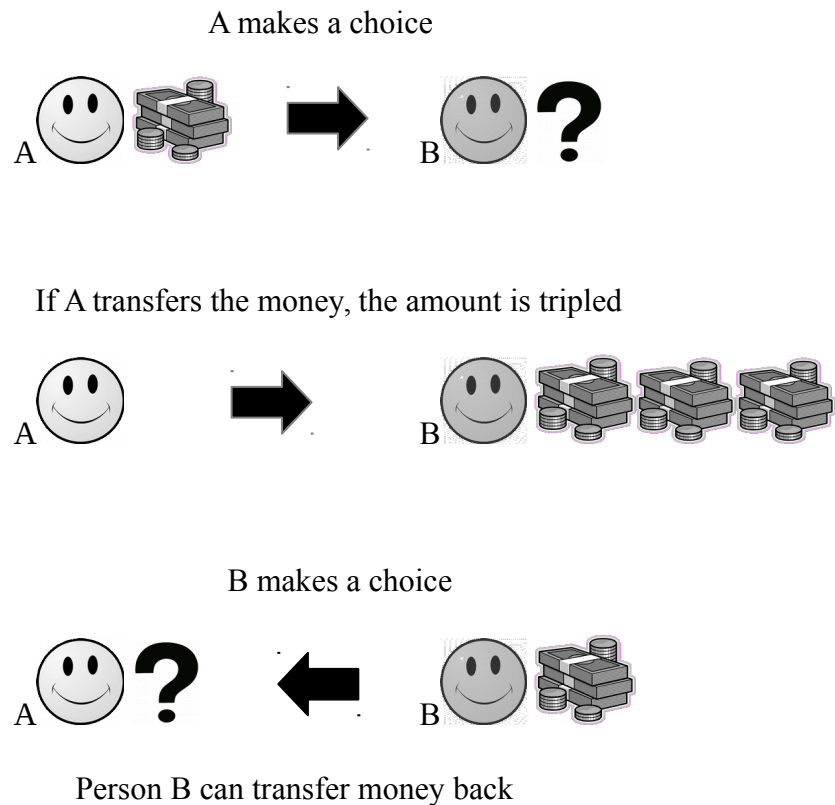 A makes a choice
A B ?
If A transfers the money, the amount is tripled
A B
B makes a choice
A ? B
Person B can transfer money back